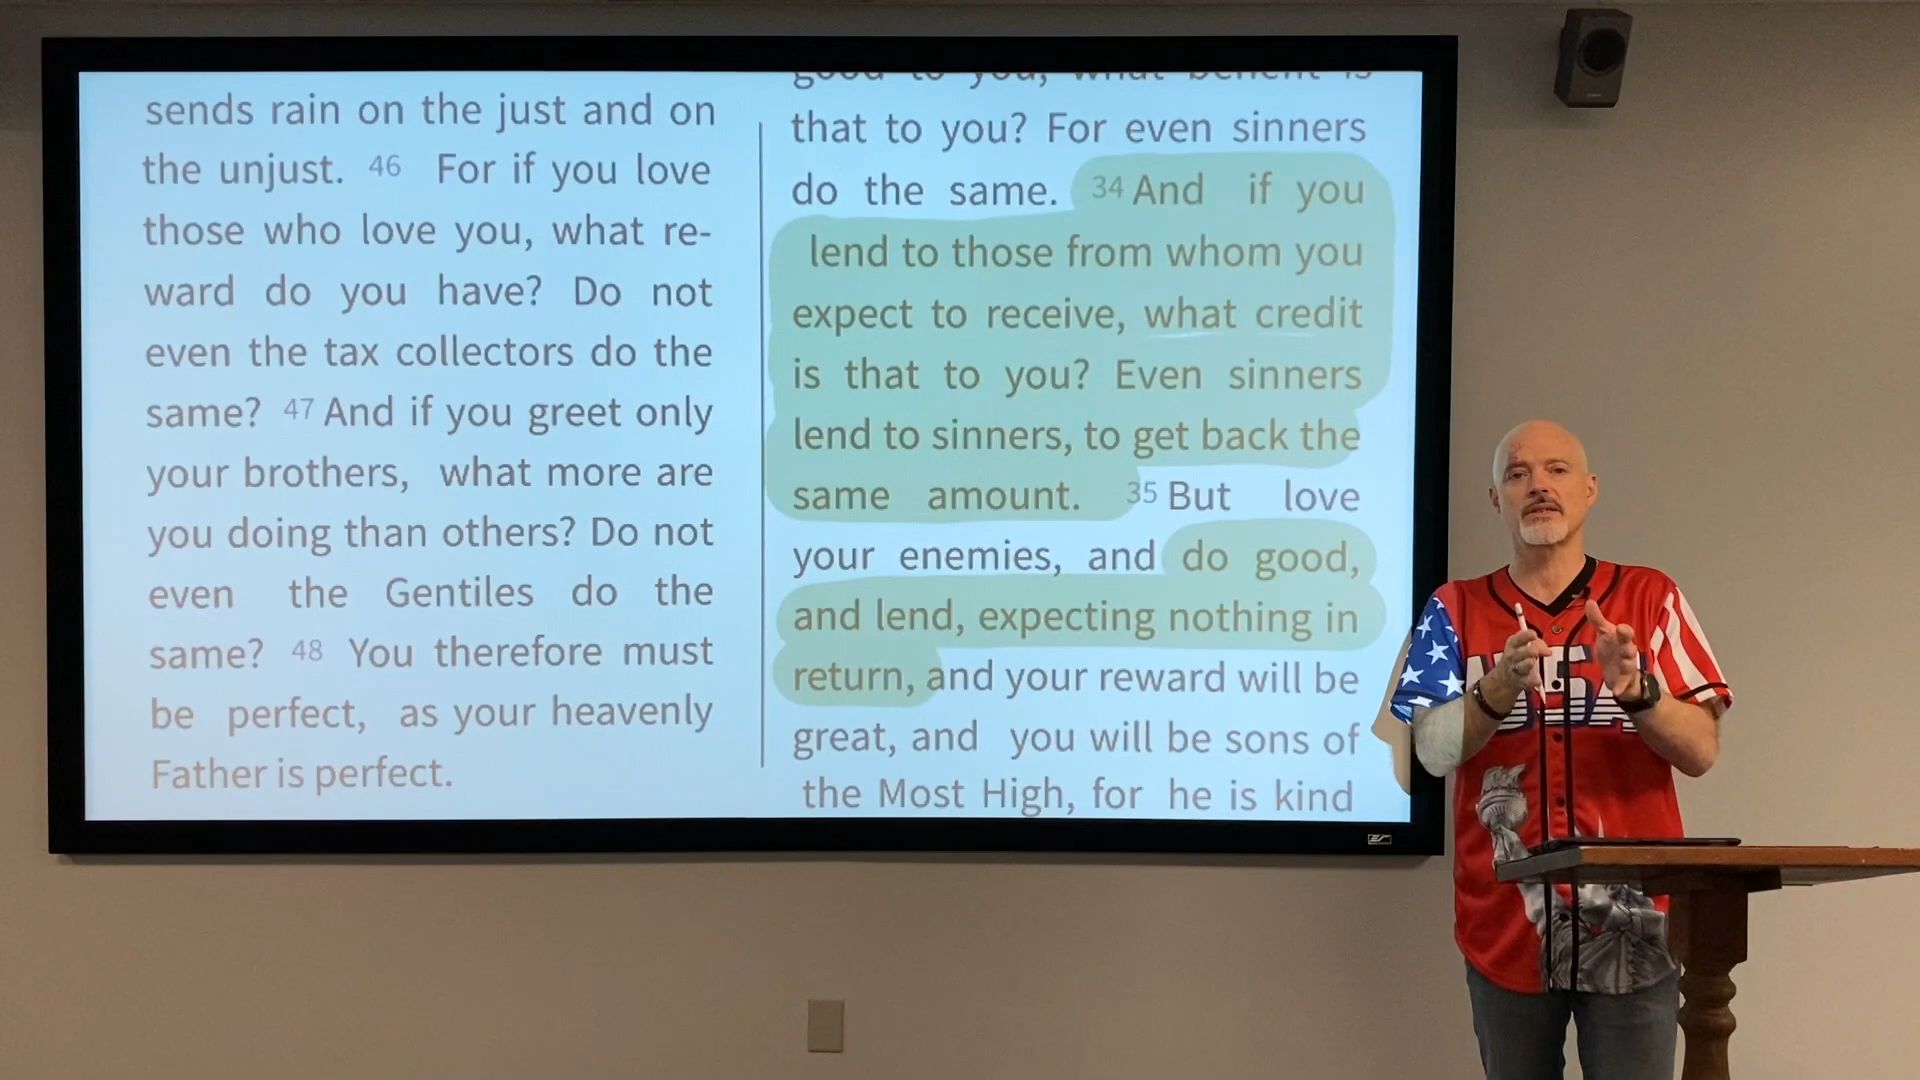 sends rain on the just and on
the unjust. 46 For if you love
those who love you, what re-
ward do you have? Do not
even the tax collectors do the
same? 47 And if you greet only
your brothers, what more are
you doing than others? Do not
even the Gentiles do the
same? 48 You therefore must
be perfect, as your heavenly
Father is perfect.
good to you, what benefit is
that to you? For even sinners
do the same. 34 And if you
lend to those from whom you
expect to receive, what credit
is that to you? Even sinners
lend to sinners, to get back the
same amount. 35 But love
your enemies, and do good,
and lend, expecting nothing in
return, and your reward will be
great, and you will be sons of
the Most High, for he is kind
ES
USA